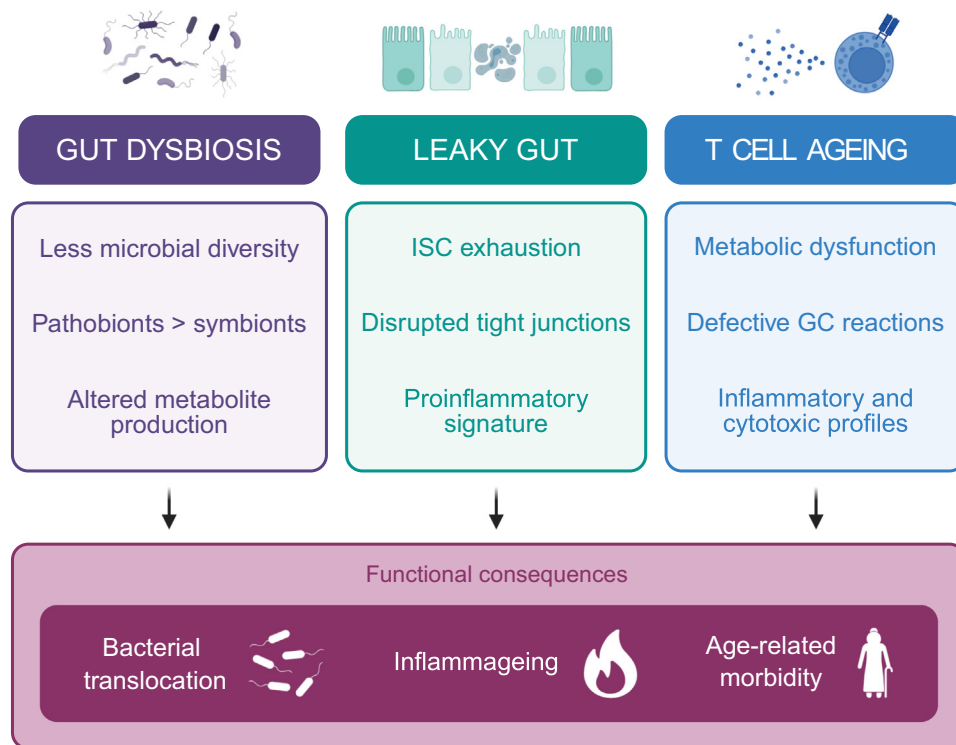 GUT DYSBIOSIS
LEAKY GUT
T CELL AGEING
Less microbial diversity
Pathobionts > symbionts
Altered metabolite
production
ISC exhaustion
Disrupted tight junctions
Proinflammatory
signature
Metabolic dysfunction
Defective GC reactions
Inflammatory and
cytotoxic profiles
Functional consequences
Bacterial
translocation
Inflammageing
Age-related
morbidity